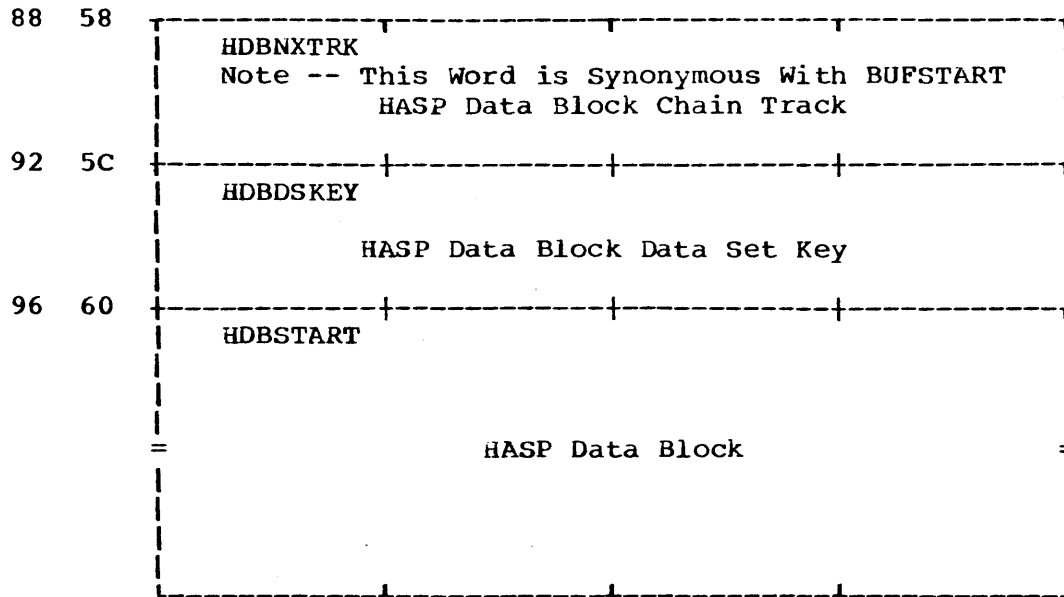 88 58
HDBNXTRK
Note -- This Word is Synonymous With BUFSTART
HASP Data Block Chain Track
92 5C
HDBDSKEY
HASP Data Block Data Set Key
96 60
HDBSTART
= HASP Data Block =